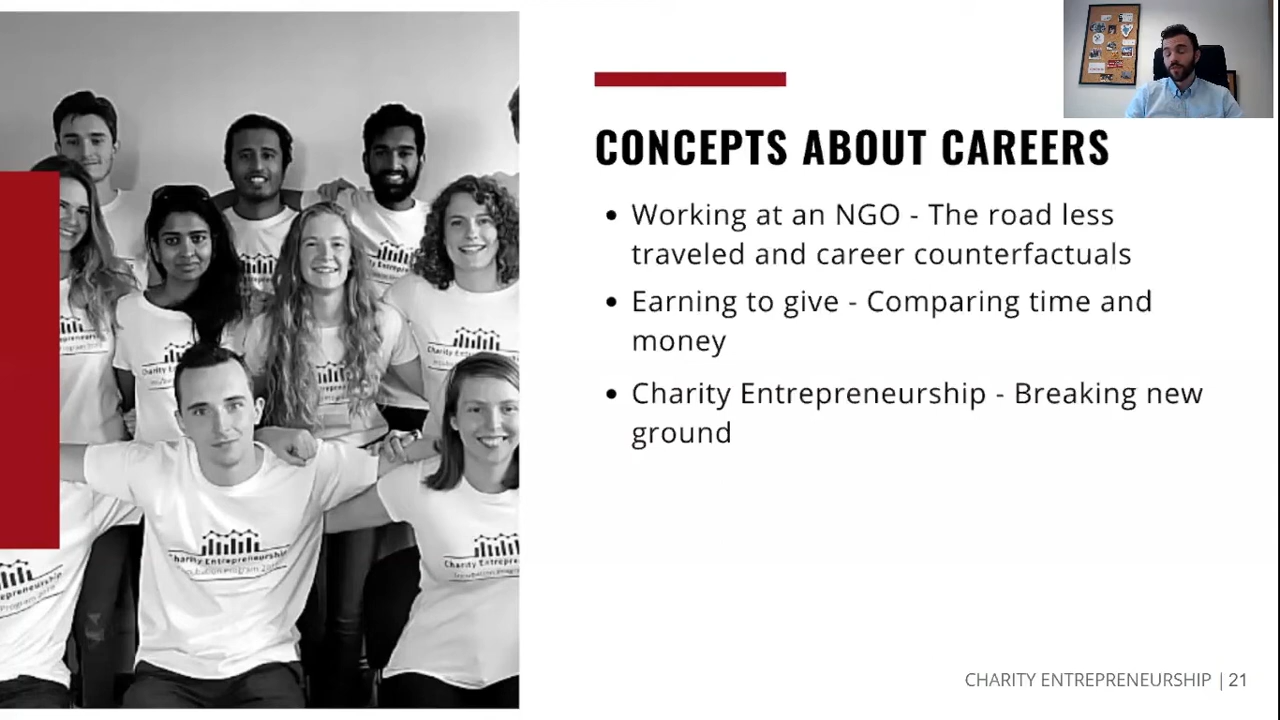 CONCEPTS ABOUT CAREERS
• Working at an NGO - The road less
traveled and career counterfactuals
• Earning to give - Comparing time and
money
• Charity Entrepreneurship - Breaking new
ground
Charity Entrepreneurship
CHARITY ENTREPRENEURSHIP | 21